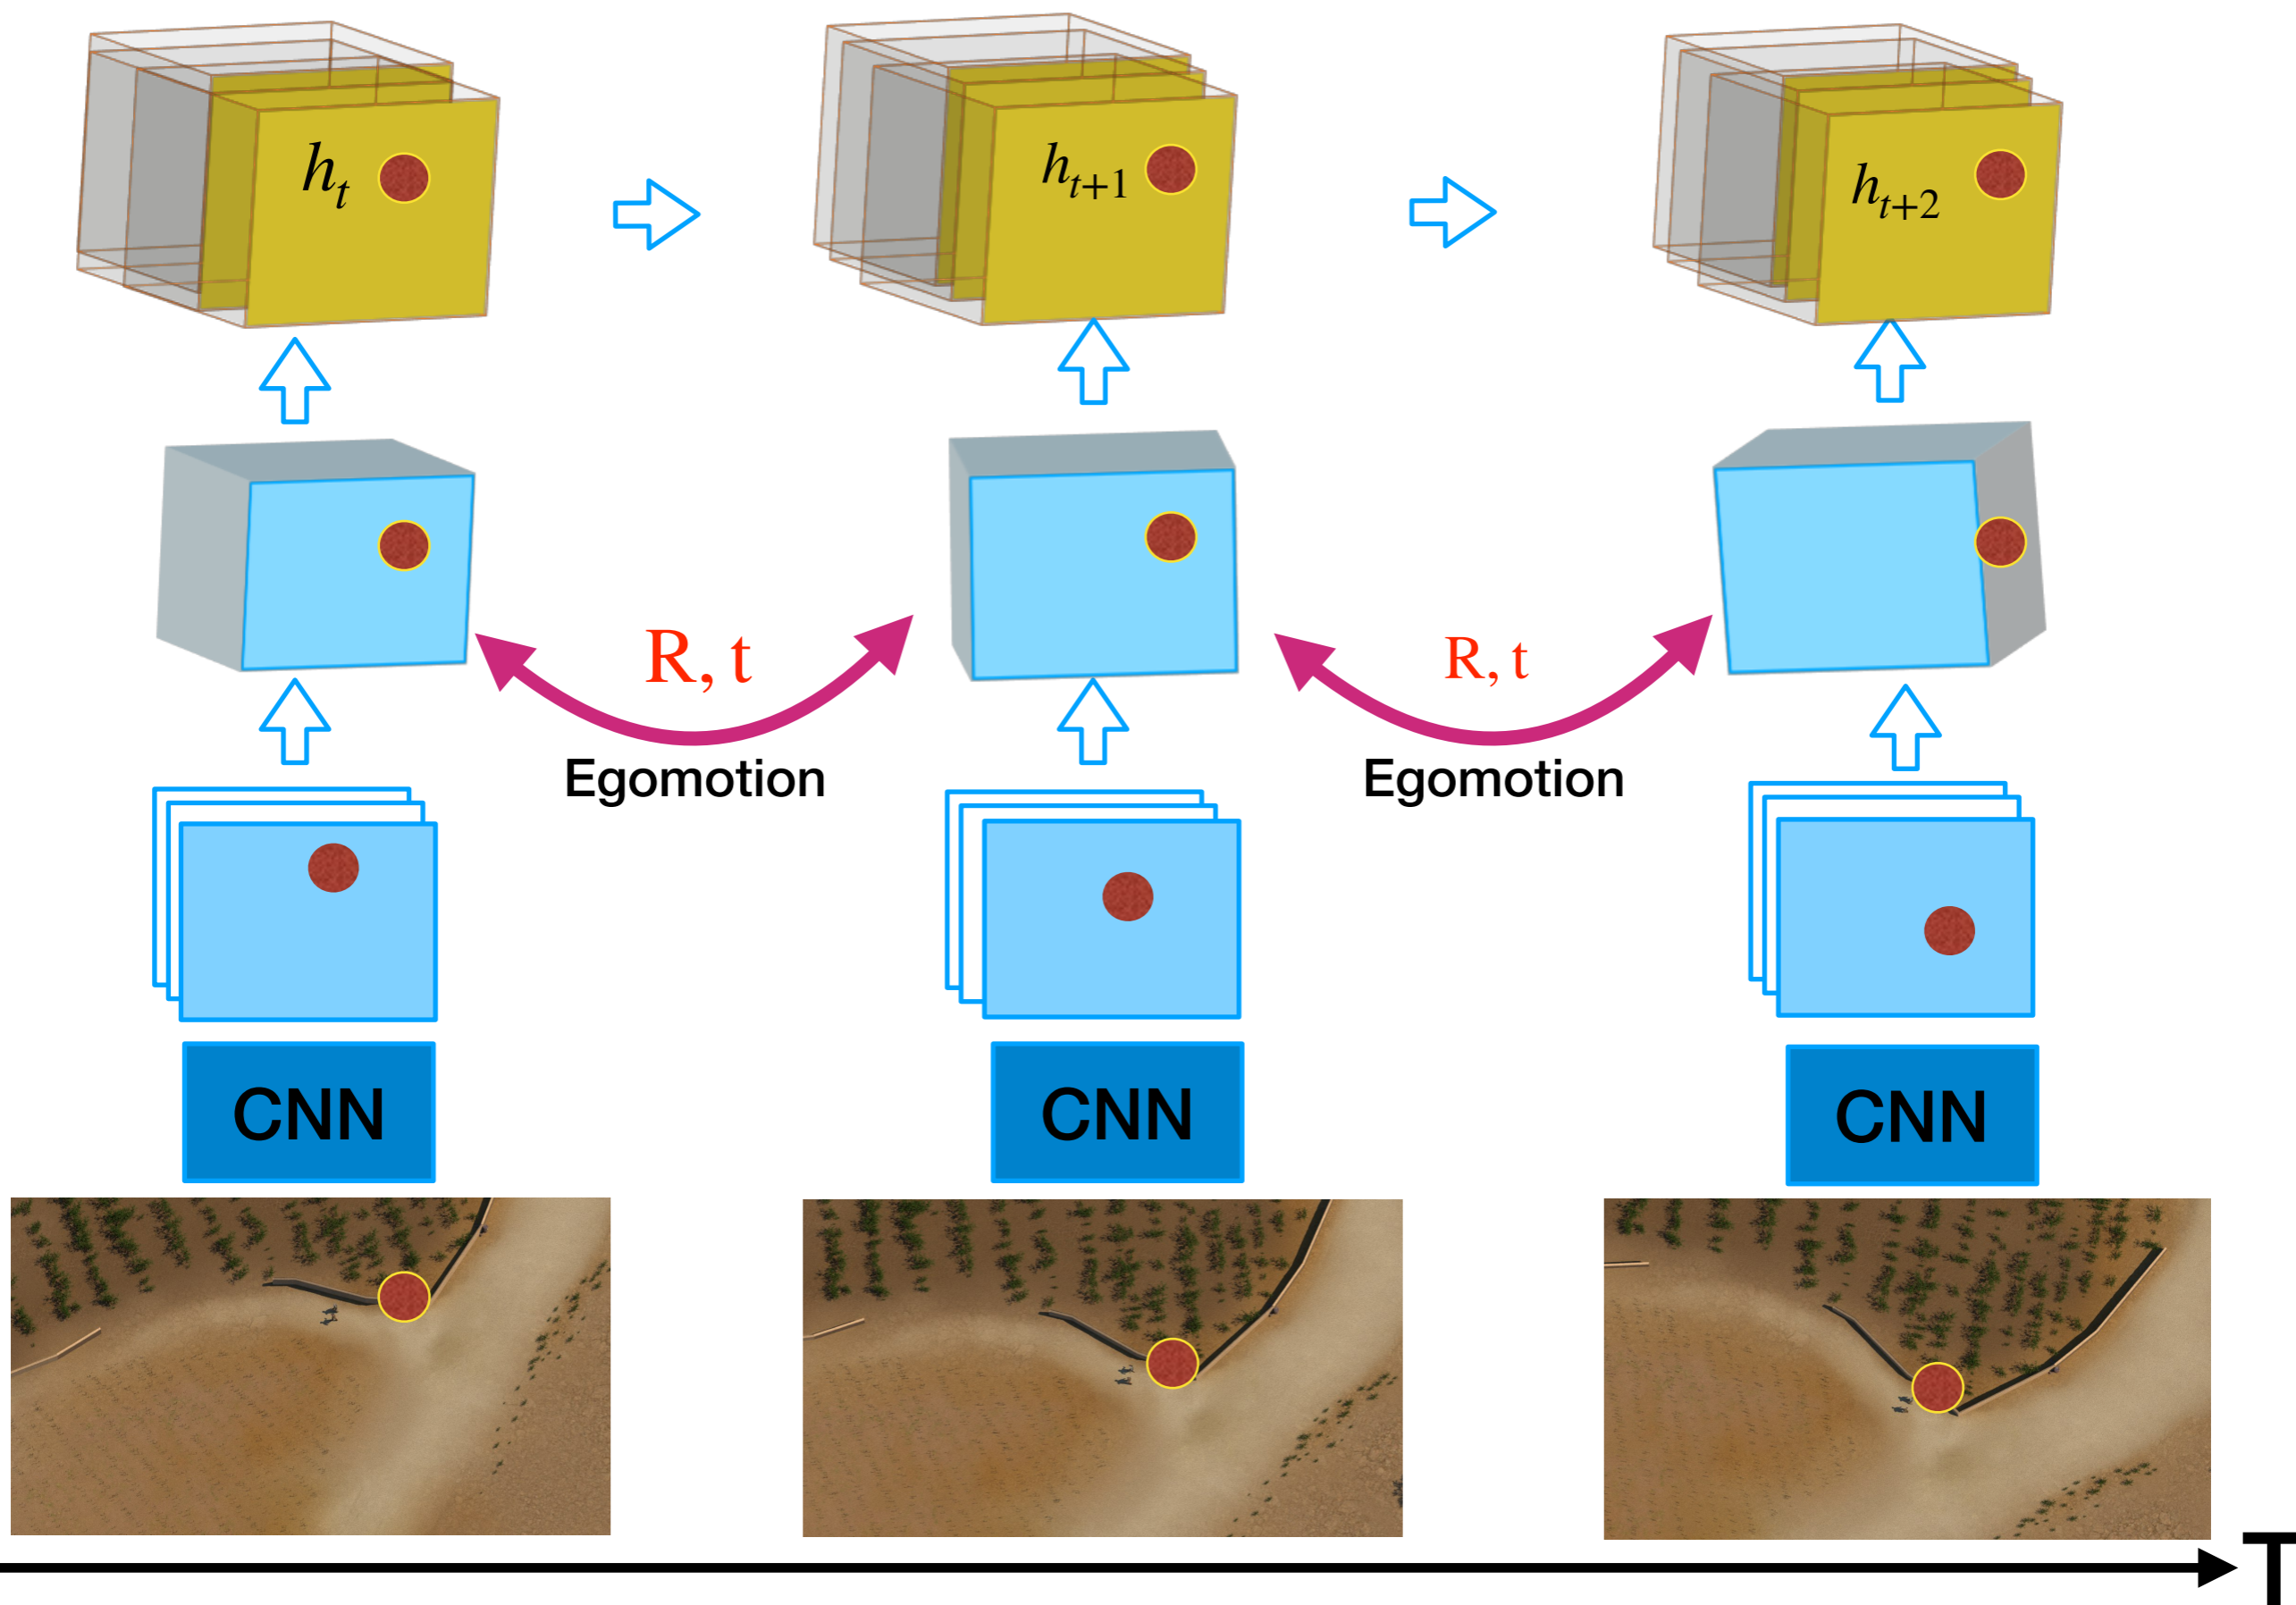 h_t
h_{t+1}
h_{t+2}
R, t
R, t
Egomotion
Egomotion
CNN
CNN
CNN
T